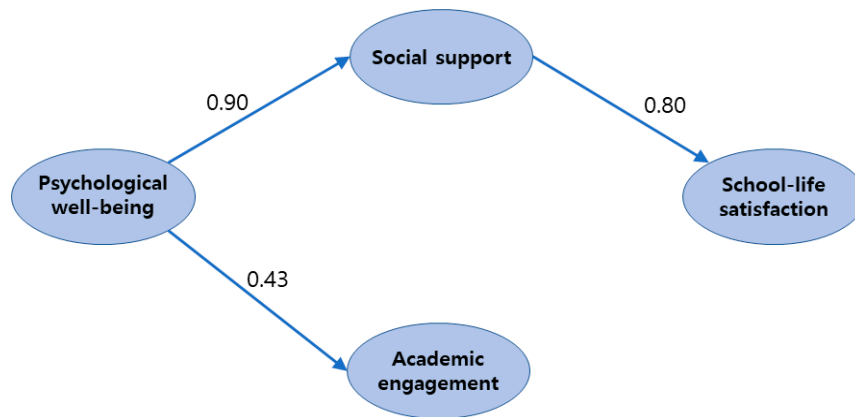 Social support
0.90
0.80
Psychological
well-being
School-life
satisfaction
0.43
Academic
engagement